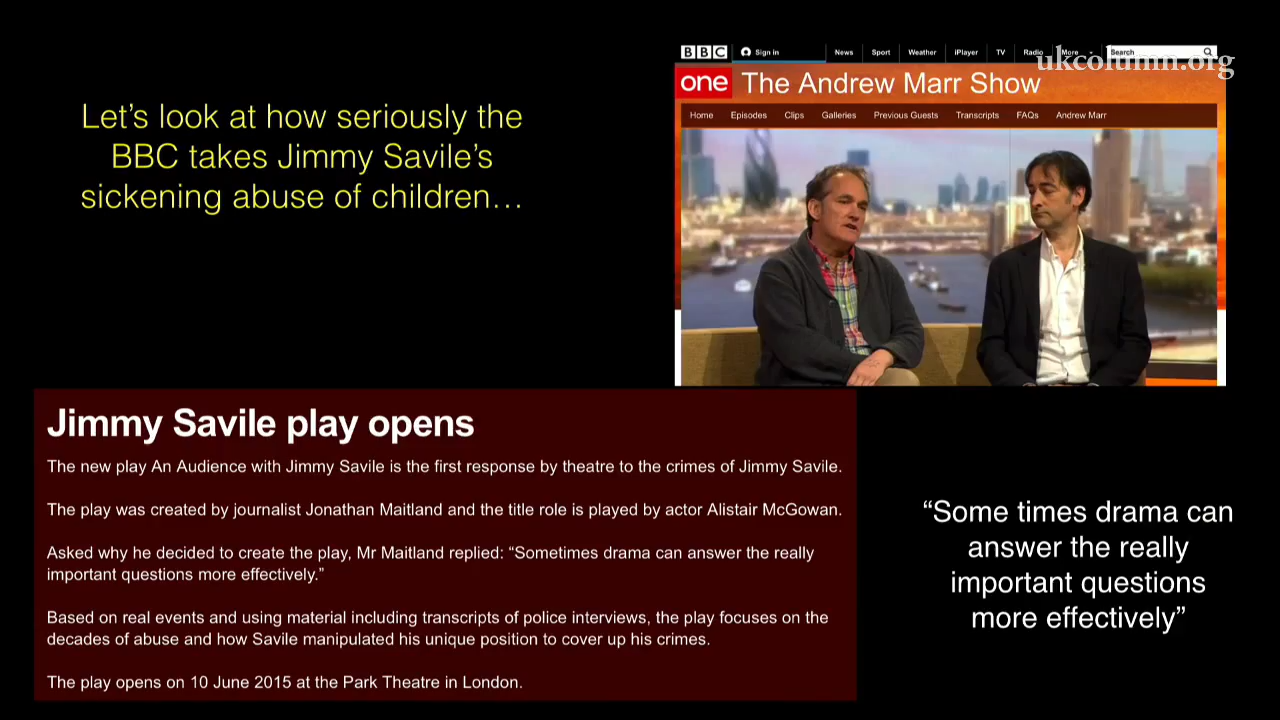 Let’s look at how seriously the
BBC takes Jimmy Savile’s
sickening abuse of children…
BBC Sign in News Sport Weather iPlayer TV Radio More Search
ukcolumn.org
one The Andrew Marr Show
Home Episodes Clips Galleries Previous Guests Transcripts FAQs Andrew Marr
Jimmy Savile play opens
The new play An Audience with Jimmy Savile is the first response by theatre to the crimes of Jimmy Savile.
The play was created by journalist Jonathan Maitland and the title role is played by actor Alistair McGowan.
Asked why he decided to create the play, Mr Maitland replied: “Sometimes drama can answer the really
important questions more effectively.”
Based on real events and using material including transcripts of police interviews, the play focuses on the
decades of abuse and how Savile manipulated his unique position to cover up his crimes.
The play opens on 10 June 2015 at the Park Theatre in London.
“Some times drama can
answer the really
important questions
more effectively”